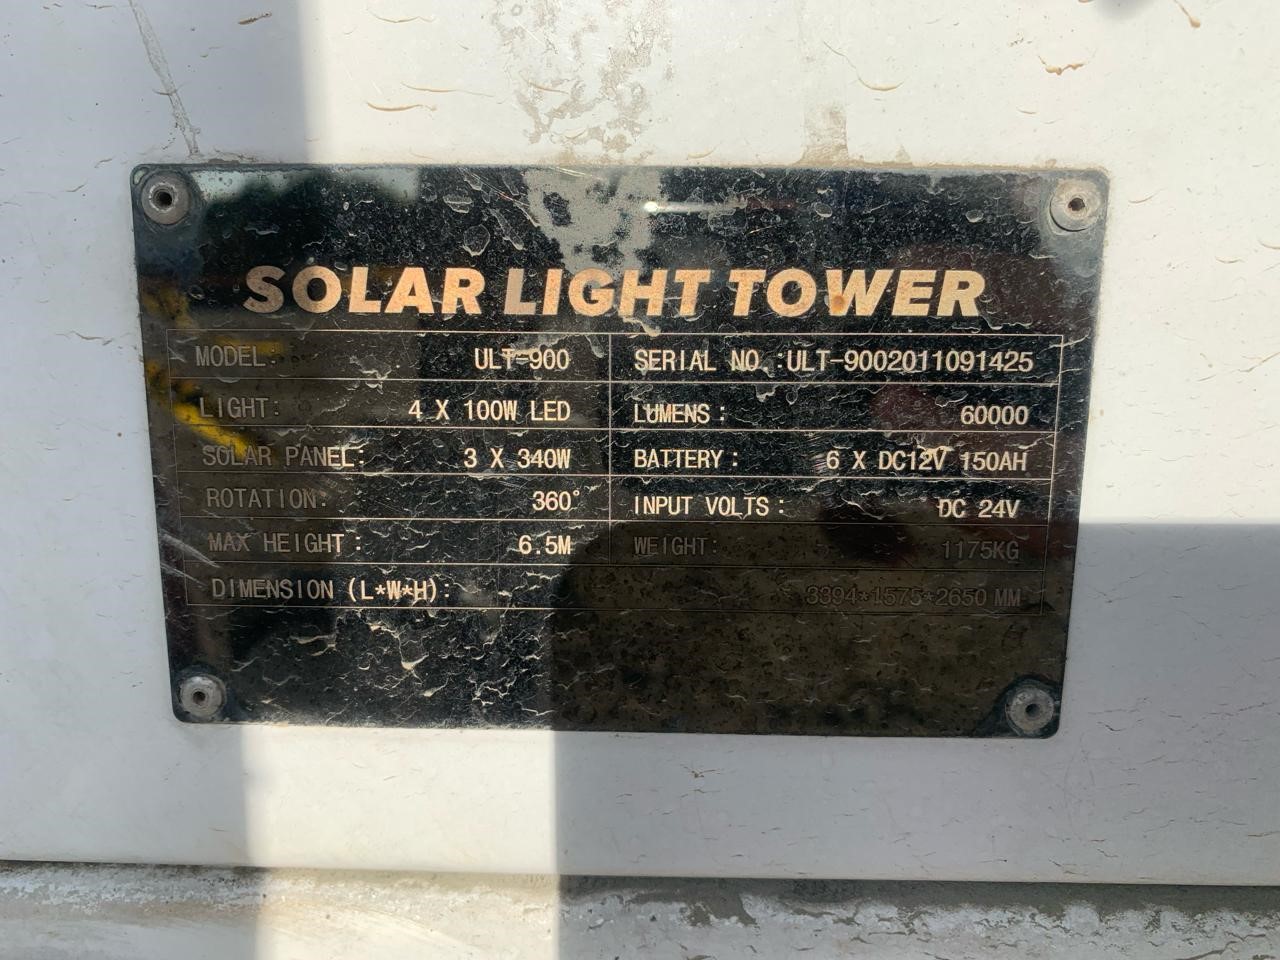 SOLAR LIGHT TOWER
MODEL: ULT-900 SERIAL NO.:ULT-9002011091425
LIGHT: 4 X 100W LED LUMENS: 60000
SOLAR PANEL: 3 X 340W BATTERY: 6 X DC12V 150AH
ROTATION: 360° INPUT VOLTS: DC 24V
MAX HEIGHT: 6.5M WEIGHT: 1175KG
DIMENSION (L*W*H): 3394*1575*2650 MM